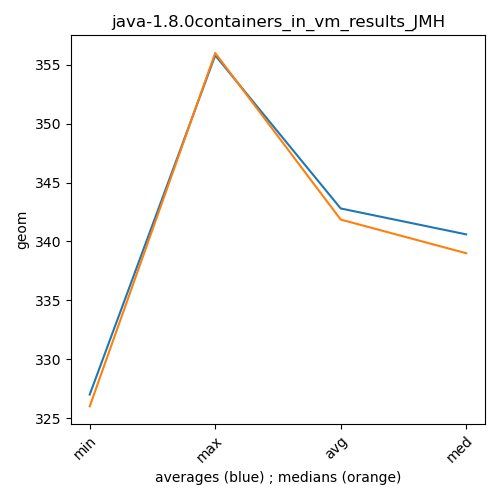 java-1.8.0containers_in_vm_results_JMH
geom
355
350
345
340
335
330
325
min
max
avg
med
averages (blue) ; medians (orange)